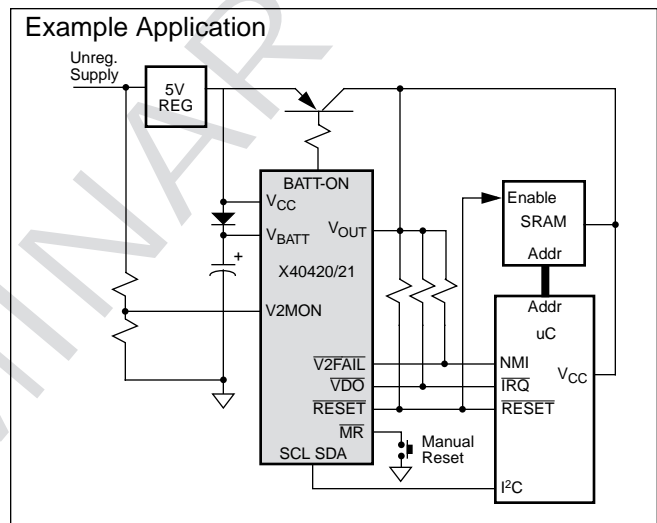 Example Application
Unreg.
Supply
5V
REG
BATT-ON
VCC
VBATT
VOUT
X40420/21
V2MON
V2FAIL
VDO
RESET
MR
SCL SDA
Manual
Reset
Enable
SRAM
Addr
Addr
uC
NMI
IRQ
RESET
VCC
I²C
+
MINAR